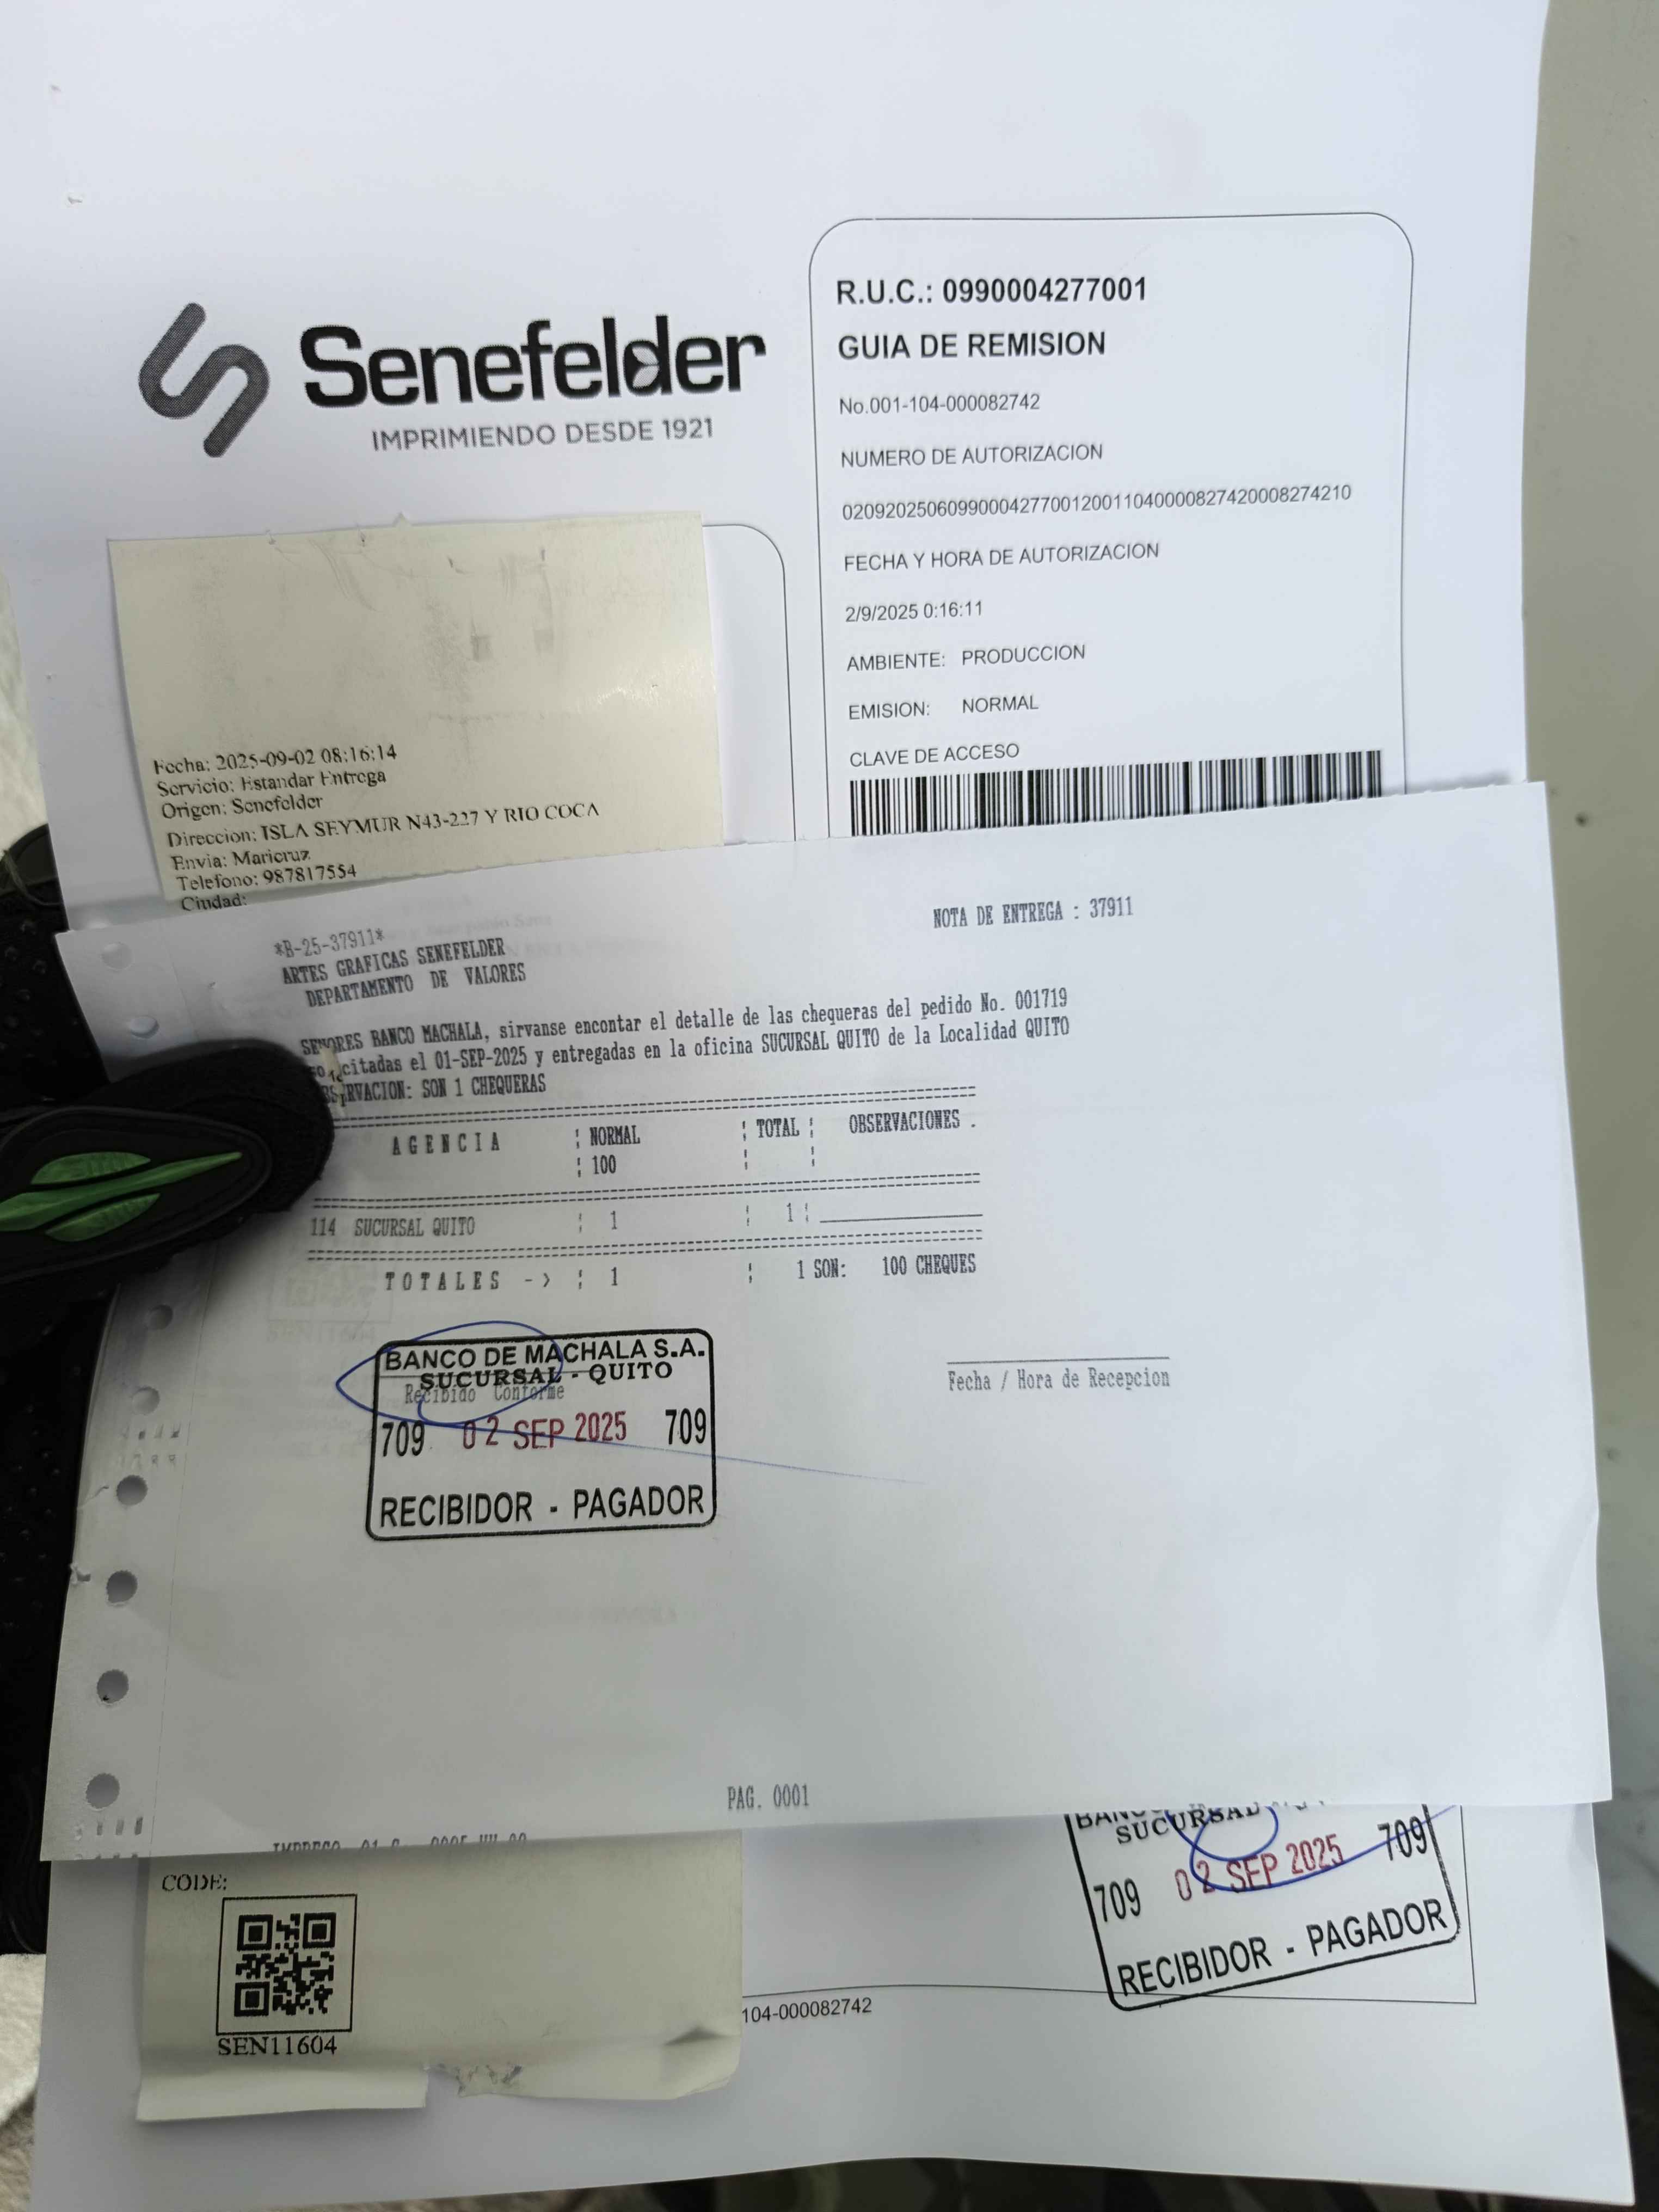 Senefelder
IMPRIMIENDO DESDE 1921
R.U.C.: 0990004277001
GUIA DE REMISION
No.001-104-000082742
NUMERO DE AUTORIZACION
0209202506099000427700120011040000827420008274210
FECHA Y HORA DE AUTORIZACION
2/9/2025 0:16:11
AMBIENTE: PRODUCCION
EMISION: NORMAL
CLAVE DE ACCESO
Fecha: 2025-09-02 08:16:14
Servicio: Estandar Entrega
Origen: Senefelder
Direccion: ISLA SEYMUR N43-227 Y RIO COCA
Envia: Maricruz
Telefono: 987817554
Ciudad:
NOTA DE ENTREGA : 37911
*B-25-37911*
ARTES GRAFICAS SENEFELDER
DEPARTAMENTO DE VALORES
SEÑORES BANCO MACHALA, sirvanse encontar el detalle de las chequeras del pedido No. 001719
citadas el 01-SEP-2025 y entregadas en la oficina SUCURSAL QUITO de la Localidad QUITO
RVACION: SON 1 CHEQUERAS
AGENCIA ¦ NORMAL ¦ TOTAL ¦ OBSERVACIONES .
¦ 100 ¦ ¦
114 SUCURSAL QUITO ¦ 1 ¦ 1 ¦
TOTALES -> ¦ 1 ¦ 1 SON: 100 CHEQUES
BANCO DE MACHALA S.A.
SUCURSAL - QUITO
Recibido Conforme
709 02 SEP 2025 709
RECIBIDOR - PAGADOR
Fecha / Hora de Recepcion
PAG. 0001
SUCURSAL
709 02 SEP 2025 709
RECIBIDOR - PAGADOR
CODE:
SEN11604
104-000082742